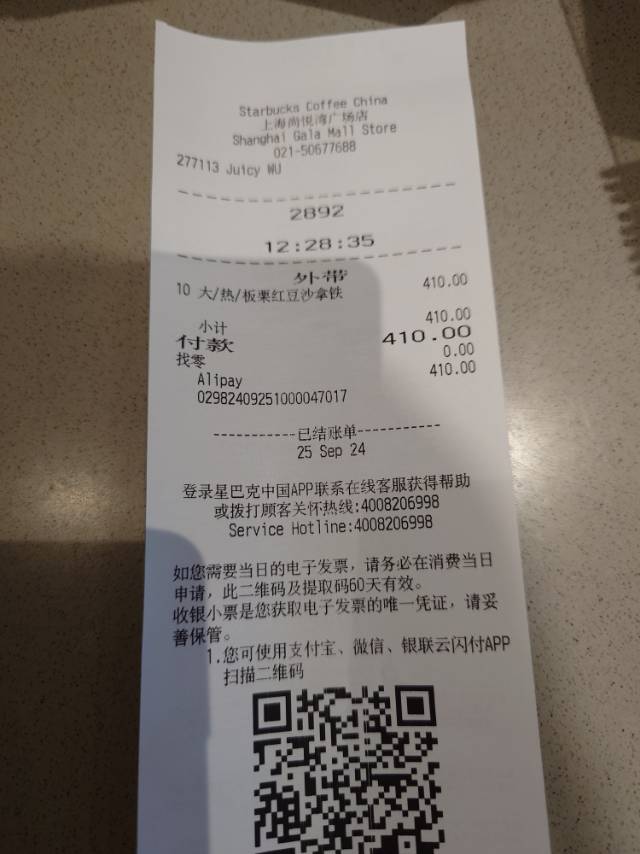 Starbucks Coffee China
上海尚悦湾广场店
Shanghai Gala Mall Store
021-50677688
277113 Juicy WU
2892
12:28:35
外带
10 大/热/板栗红豆沙拿铁 410.00
小计 410.00
付款 410.00
找零 0.00
Alipay 410.00
02982409251000047017
-----------已结账单-----------
25 Sep 24
登录星巴克中国APP联系在线客服获得帮助
或拨打顾客关怀热线:4008206998
Service Hotline:4008206998
如您需要当日的电子发票，请务必在消费当日
申请，此二维码及提取码60天有效。
收银小票是您获取电子发票的唯一凭证，请妥
善保管。
1.您可使用支付宝、微信、银联云闪付APP
扫描二维码